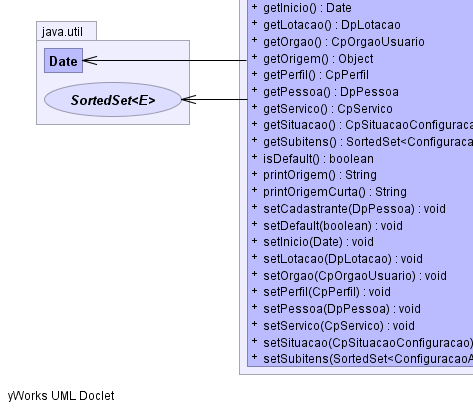 java.util
Date
SortedSet<E>
+ getInicio() : Date
+ getLotacao() : DpLotacao
+ getOrgao() : CpOrgaoUsuario
+ getOrigem() : Object
+ getPerfil() : CpPerfil
+ getPessoa() : DpPessoa
+ getServico() : CpServico
+ getSituacao() : CpSituacaoConfiguraca
+ getSubitens() : SortedSet<Configuraca
+ isDefault() : boolean
+ printOrigem() : String
+ printOrigemCurta() : String
+ setCadastrante(DpPessoa) : void
+ setDefault(boolean) : void
+ setInicio(Date) : void
+ setLotacao(DpLotacao) : void
+ setOrgao(CpOrgaoUsuario) : void
+ setPerfil(CpPerfil) : void
+ setPessoa(DpPessoa) : void
+ setServico(CpServico) : void
+ setSituacao(CpSituacaoConfiguracao)
+ setSubitens(SortedSet<ConfiguracaoA
yWorks UML Doclet